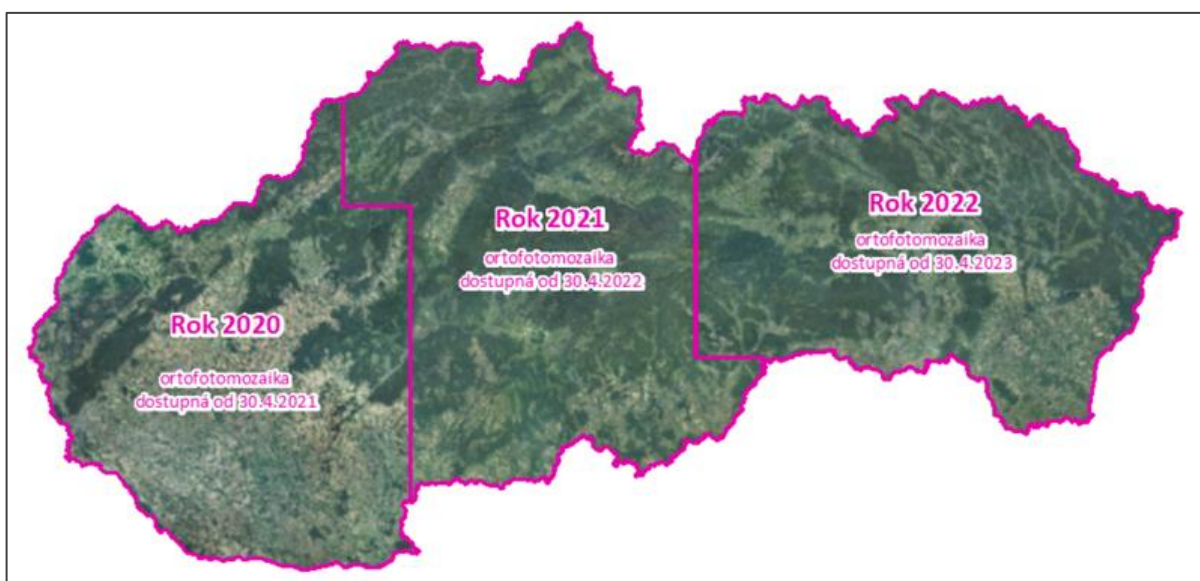 Rok 2020
ortofotomozaika
dostupná od 30.4.2021
Rok 2021
ortofotomozaika
dostupná od 30.4.2022
Rok 2022
ortofotomozaika
dostupná od 30.4.2023